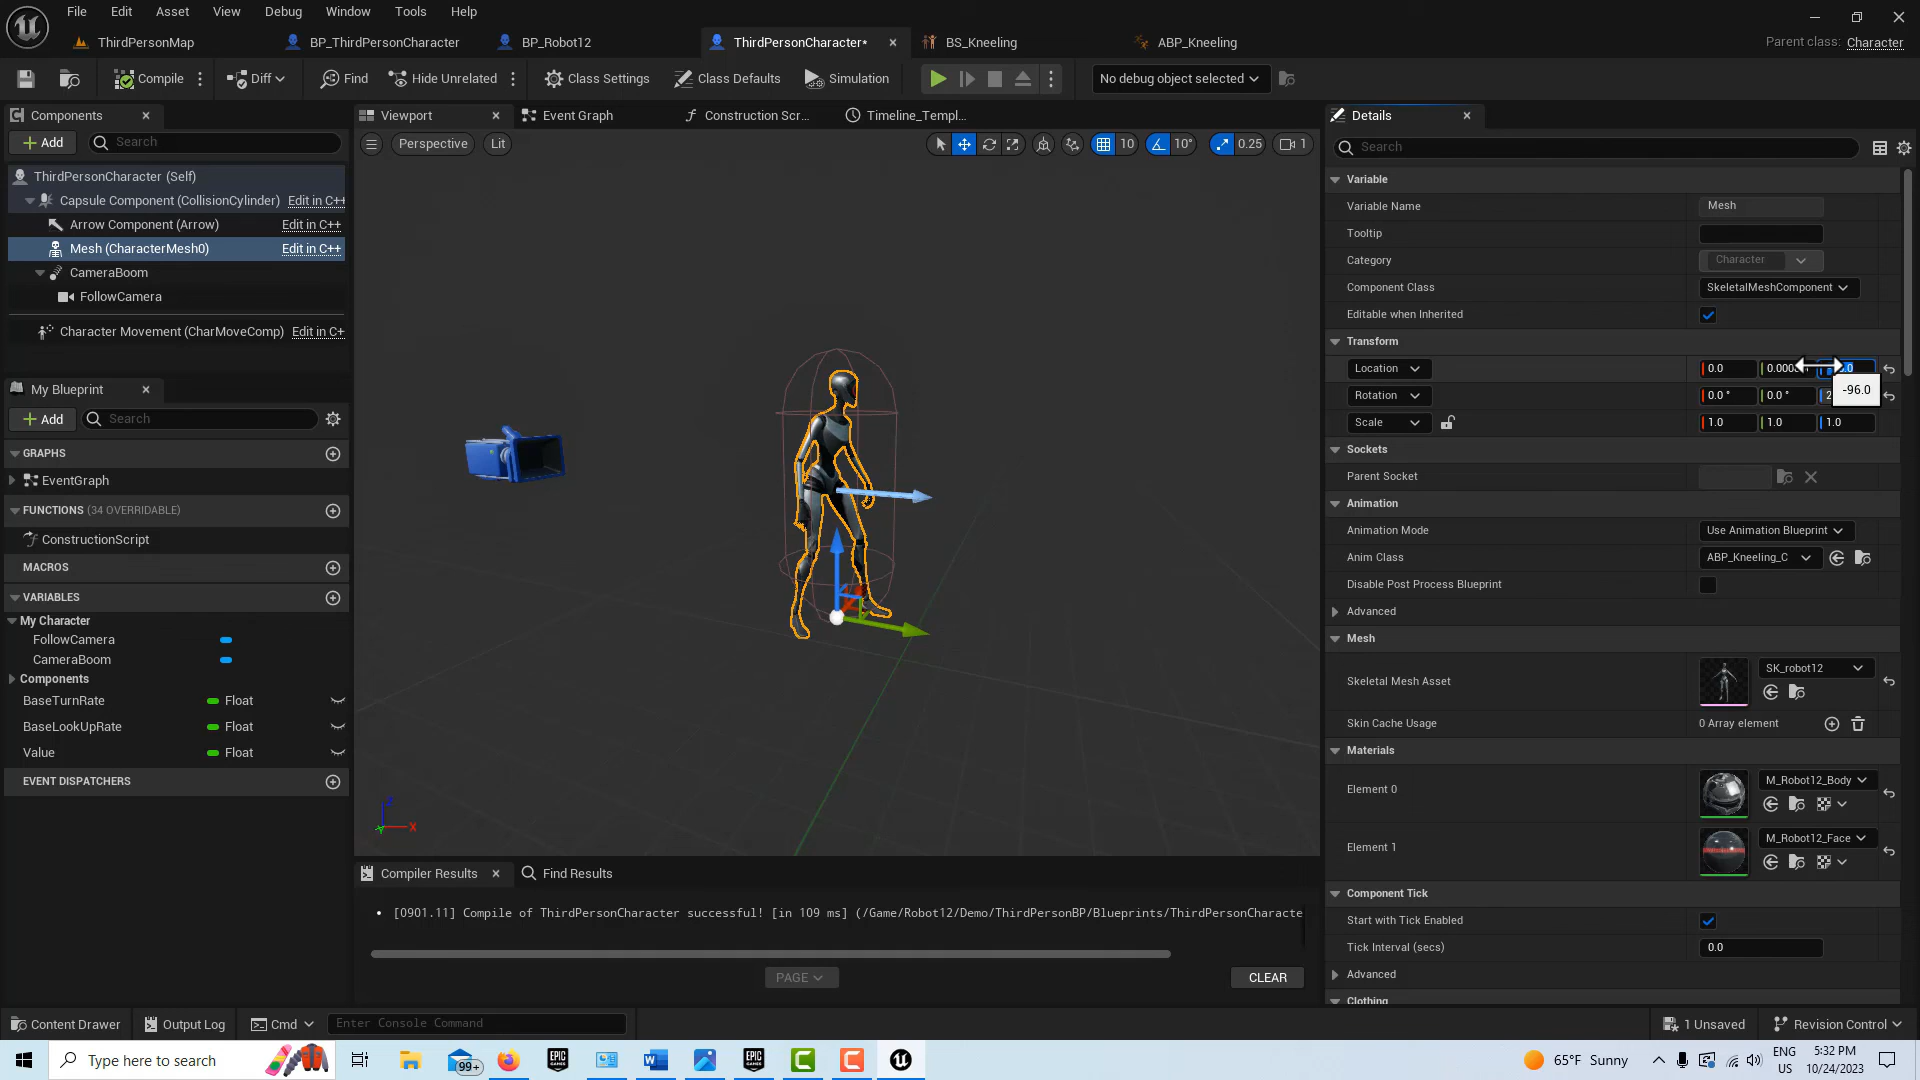 File Edit Asset View Debug Window Tools Help
ThirdPersonMap BP_ThirdPersonCharacter BP_Robot12 ThirdPersonCharacter* BS_Kneeling ABP_Kneeling Parent class: Character
Compile Diff Find Hide Unrelated Class Settings Class Defaults Simulation No debug object selected
Components Viewport Event Graph Construction Scr... Timeline_Templ... Details
Add Search Perspective Lit 10 10° 0.25 1 Search
ThirdPersonCharacter (Self)
Capsule Component (CollisionCylinder) Edit in C++
Arrow Component (Arrow) Edit in C++
Mesh (CharacterMesh0) Edit in C++
CameraBoom
FollowCamera
Character Movement (CharMoveComp) Edit in C+
My Blueprint
Add Search
GRAPHS
EventGraph
FUNCTIONS (34 OVERRIDABLE)
ConstructionScript
MACROS
VARIABLES
My Character
FollowCamera
CameraBoom
Components
BaseTurnRate Float
BaseLookUpRate Float
Value Float
EVENT DISPATCHERS
Z
X
Variable
Variable Name Mesh
Tooltip
Category Character
Component Class SkeletalMeshComponent
Editable when Inherited
Transform
Location 0.0
-96.0
Rotation 0.0° 0.0°
Scale 1.0 1.0 1.0
Sockets
Parent Socket
Animation
Animation Mode Use Animation Blueprint
Anim Class ABP_Kneeling_C
Disable Post Process Blueprint
Advanced
Mesh
Skeletal Mesh Asset SK_robot12
Skin Cache Usage 0 Array element
Materials
Element 0 M_Robot12_Body
Element 1 M_Robot12_Face
Component Tick
Start with Tick Enabled
Tick Interval (secs) 0.0
Advanced
Clothing
Compiler Results Find Results
[0901.11] Compile of ThirdPersonCharacter successful! [in 109 ms] (/Game/Robot12/Demo/ThirdPersonBP/Blueprints/ThirdPersonCharacte
PAGE CLEAR
Content Drawer Output Log Cmd Enter Console Command 1 Unsaved Revision Control
Type here to search 99+ EPIC GAMES EPIC GAMES 65°F Sunny ENG US 5:32 PM 10/24/2023